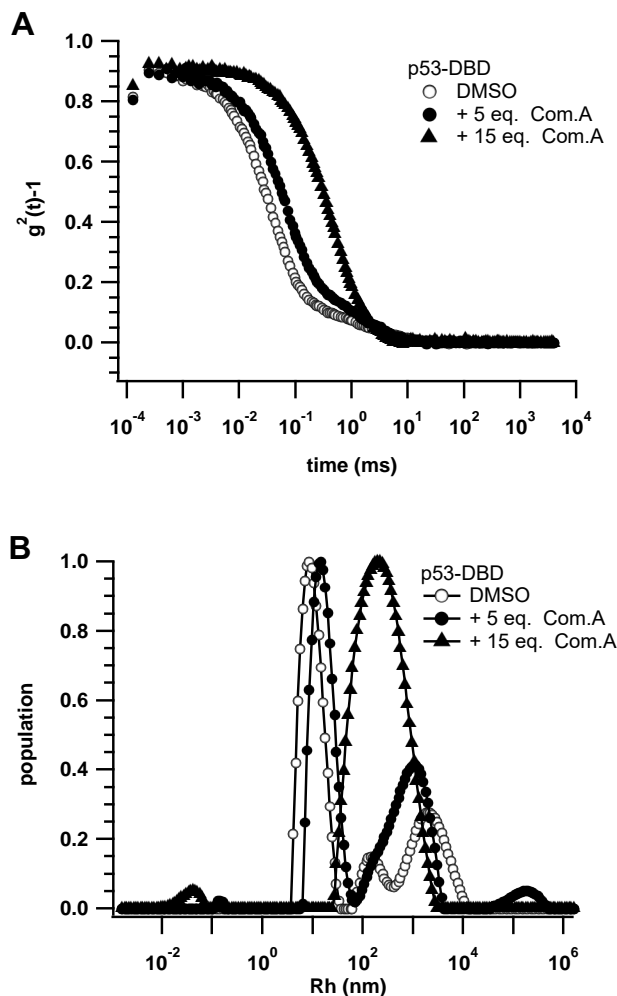 A
g²(t)-1
1.0
0.8
0.6
0.4
0.2
0.0
p53-DBD
DMSO
+ 5 eq. Com.A
+ 15 eq. Com.A
10⁻⁴ 10⁻³ 10⁻² 10⁻¹ 10⁰ 10¹ 10² 10³ 10⁴
time (ms)
B
population
1.0
0.8
0.6
0.4
0.2
0.0
p53-DBD
DMSO
+ 5 eq. Com.A
+ 15 eq. Com.A
10⁻² 10⁰ 10² 10⁴ 10⁶
Rh (nm)